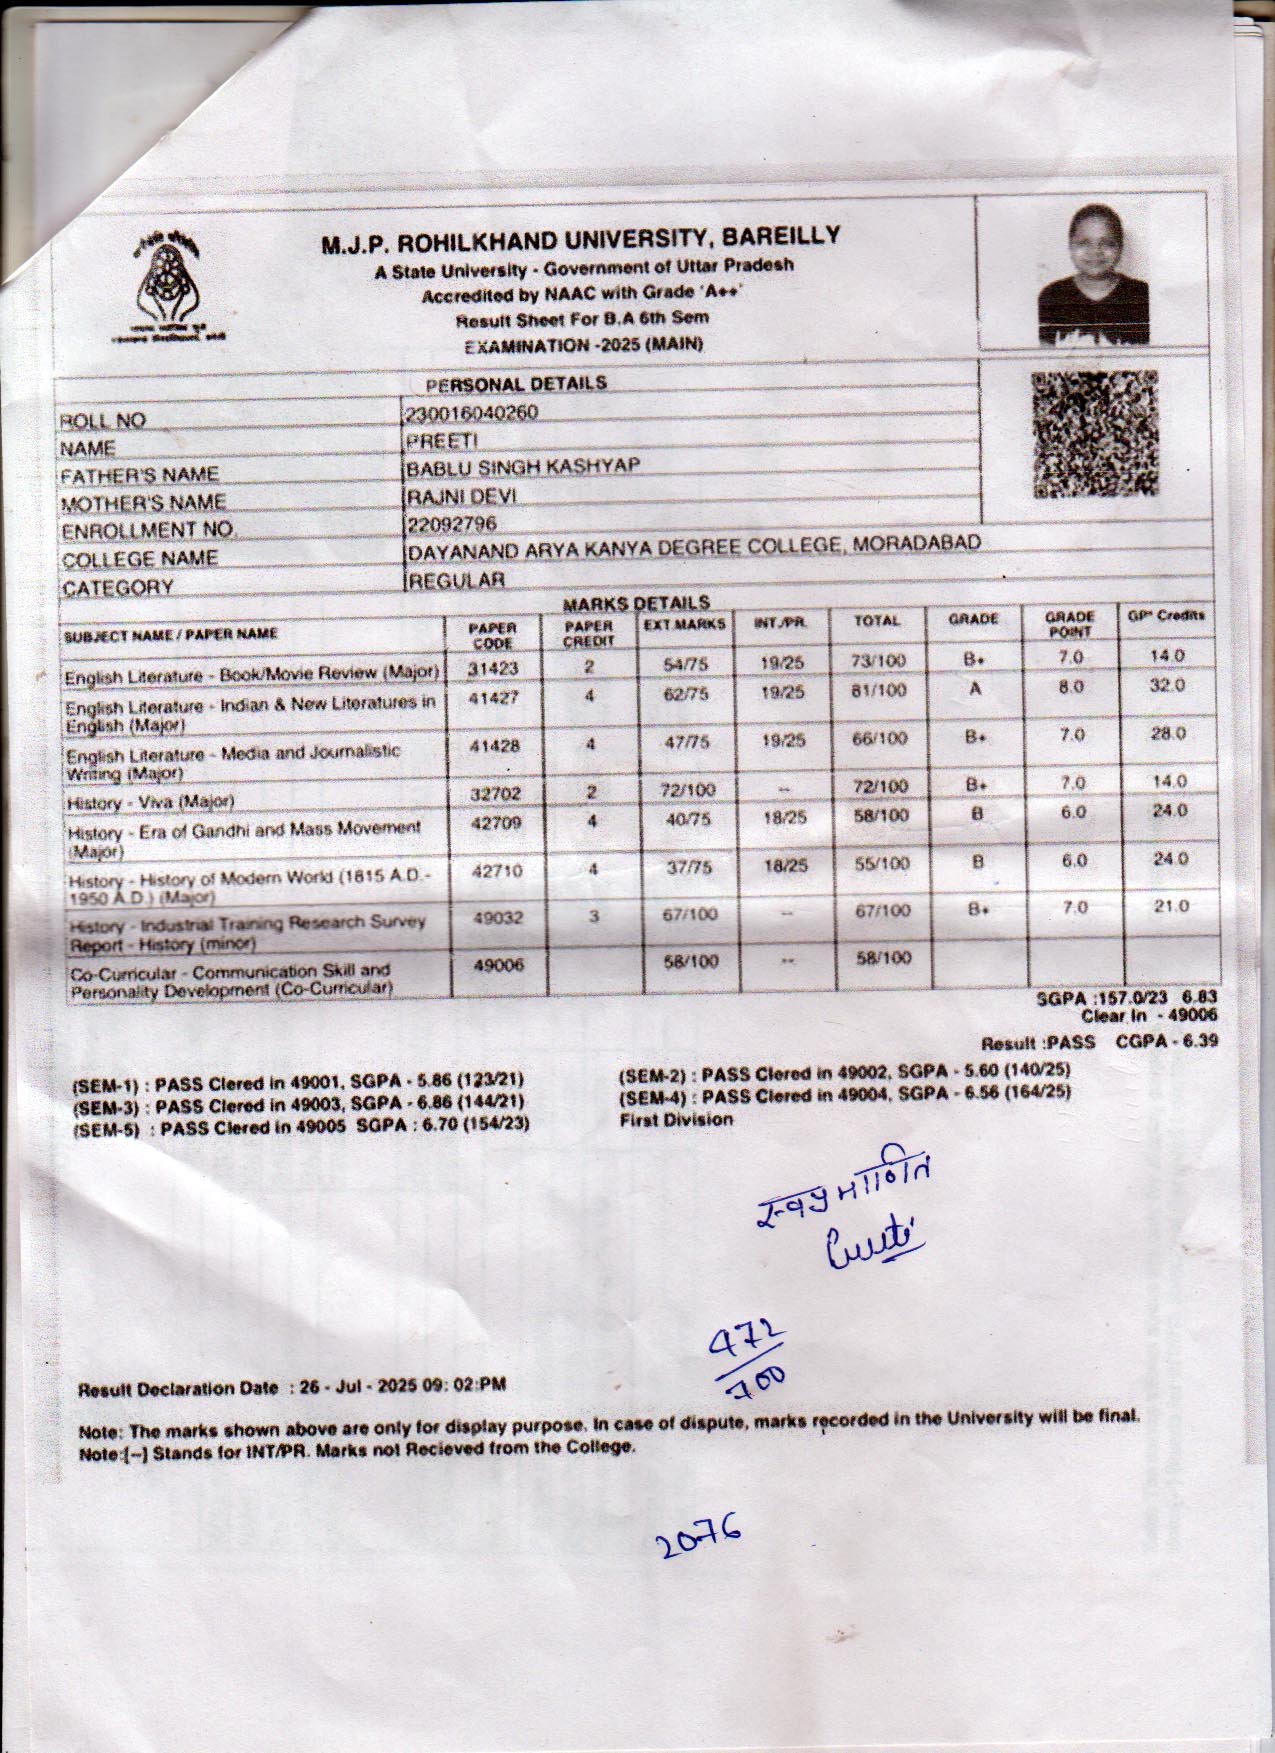 M.J.P. ROHILKHAND UNIVERSITY, BAREILLY
A State University - Government of Uttar Pradesh
Accredited by NAAC with Grade 'A++'
Result Sheet For B.A 6th Sem
EXAMINATION -2025 (MAIN)
PERSONAL DETAILS
ROLL NO 230016040260
NAME PREETI
FATHER'S NAME BABLU SINGH KASHYAP
MOTHER'S NAME RAJNI DEVI
ENROLLMENT NO. 22092796
COLLEGE NAME DAYANAND ARYA KANYA DEGREE COLLEGE, MORADABAD
CATEGORY REGULAR
MARKS DETAILS
SUBJECT NAME / PAPER NAME PAPER CODE PAPER CREDIT EXT MARKS INT./PR. TOTAL GRADE GRADE POINT GP* Credits
English Literature - Book/Movie Review (Major) 31423 2 54/75 19/25 73/100 B+ 7.0 14.0
English Literature - Indian & New Literatures in English (Major) 41427 4 62/75 19/25 81/100 A 8.0 32.0
English Literature - Media and Journalistic Writing (Major) 41428 4 47/75 19/25 66/100 B+ 7.0 28.0
History - Viva (Major) 32702 2 72/100 -- 72/100 B+ 7.0 14.0
History - Era of Gandhi and Mass Movement (Major) 42709 4 40/75 18/25 58/100 B 6.0 24.0
History - History of Modern World (1815 A.D.- 1950 A.D.) (Major) 42710 4 37/75 18/25 55/100 B 6.0 24.0
History - Industrial Training Research Survey Report - History (minor) 49032 3 67/100 -- 67/100 B+ 7.0 21.0
Co-Curricular - Communication Skill and Personality Development (Co-Curricular) 49006 58/100 -- 58/100
SGPA :157.0/23 6.83
Clear In - 49006
Result :PASS CGPA - 6.39
(SEM-1) : PASS Clered in 49001, SGPA - 5.86 (123/21) (SEM-2) : PASS Clered in 49002, SGPA - 5.60 (140/25)
(SEM-3) : PASS Clered in 49003, SGPA - 6.86 (144/21) (SEM-4) : PASS Clered in 49004, SGPA - 6.56 (164/25)
(SEM-5) : PASS Clered in 49005 SGPA : 6.70 (154/23) First Division
472
700
Result Declaration Date : 26 - Jul - 2025 09: 02:PM
Note: The marks shown above are only for display purpose. In case of dispute, marks recorded in the University will be final.
Note:[--] Stands for INT/PR. Marks not Recieved from the College.
2076